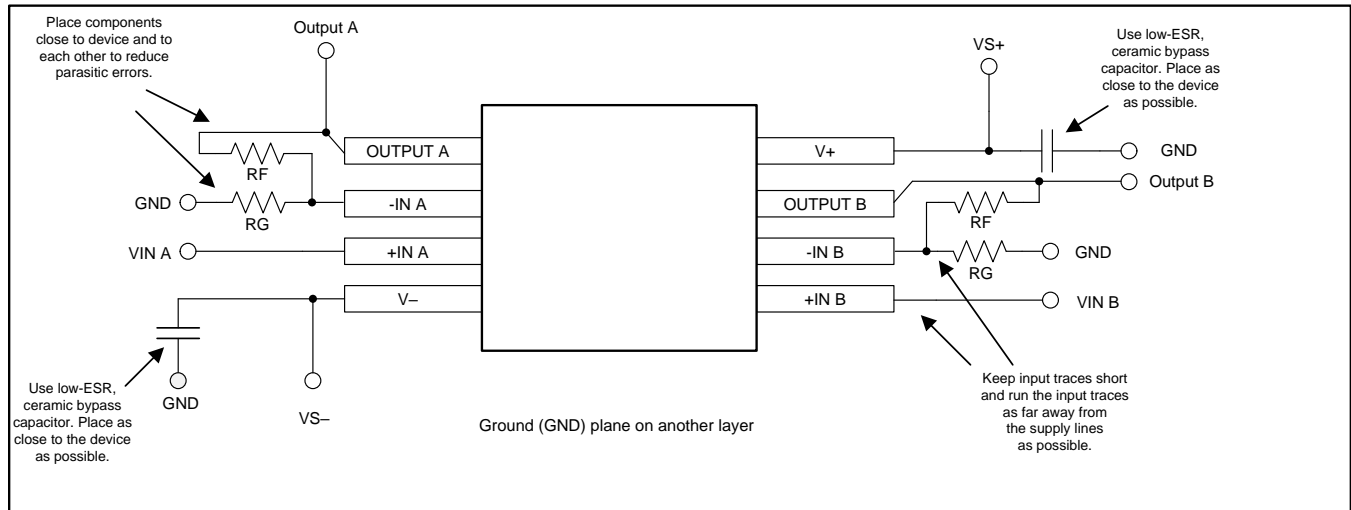 Place components
close to device and to
each other to reduce
parasitic errors.
Output A
VS+
Use low-ESR,
ceramic bypass
capacitor. Place as
close to the device
as possible.
OUTPUT A
V+
GND
RF
Output B
GND
-IN A
OUTPUT B
RF
RG
VIN A
+IN A
-IN B
GND
RG
V–
+IN B
VIN B
Use low-ESR,
ceramic bypass
capacitor. Place as
close to the device
as possible.
GND
VS–
Ground (GND) plane on another layer
Keep input traces short
and run the input traces
as far away from
the supply lines
as possible.